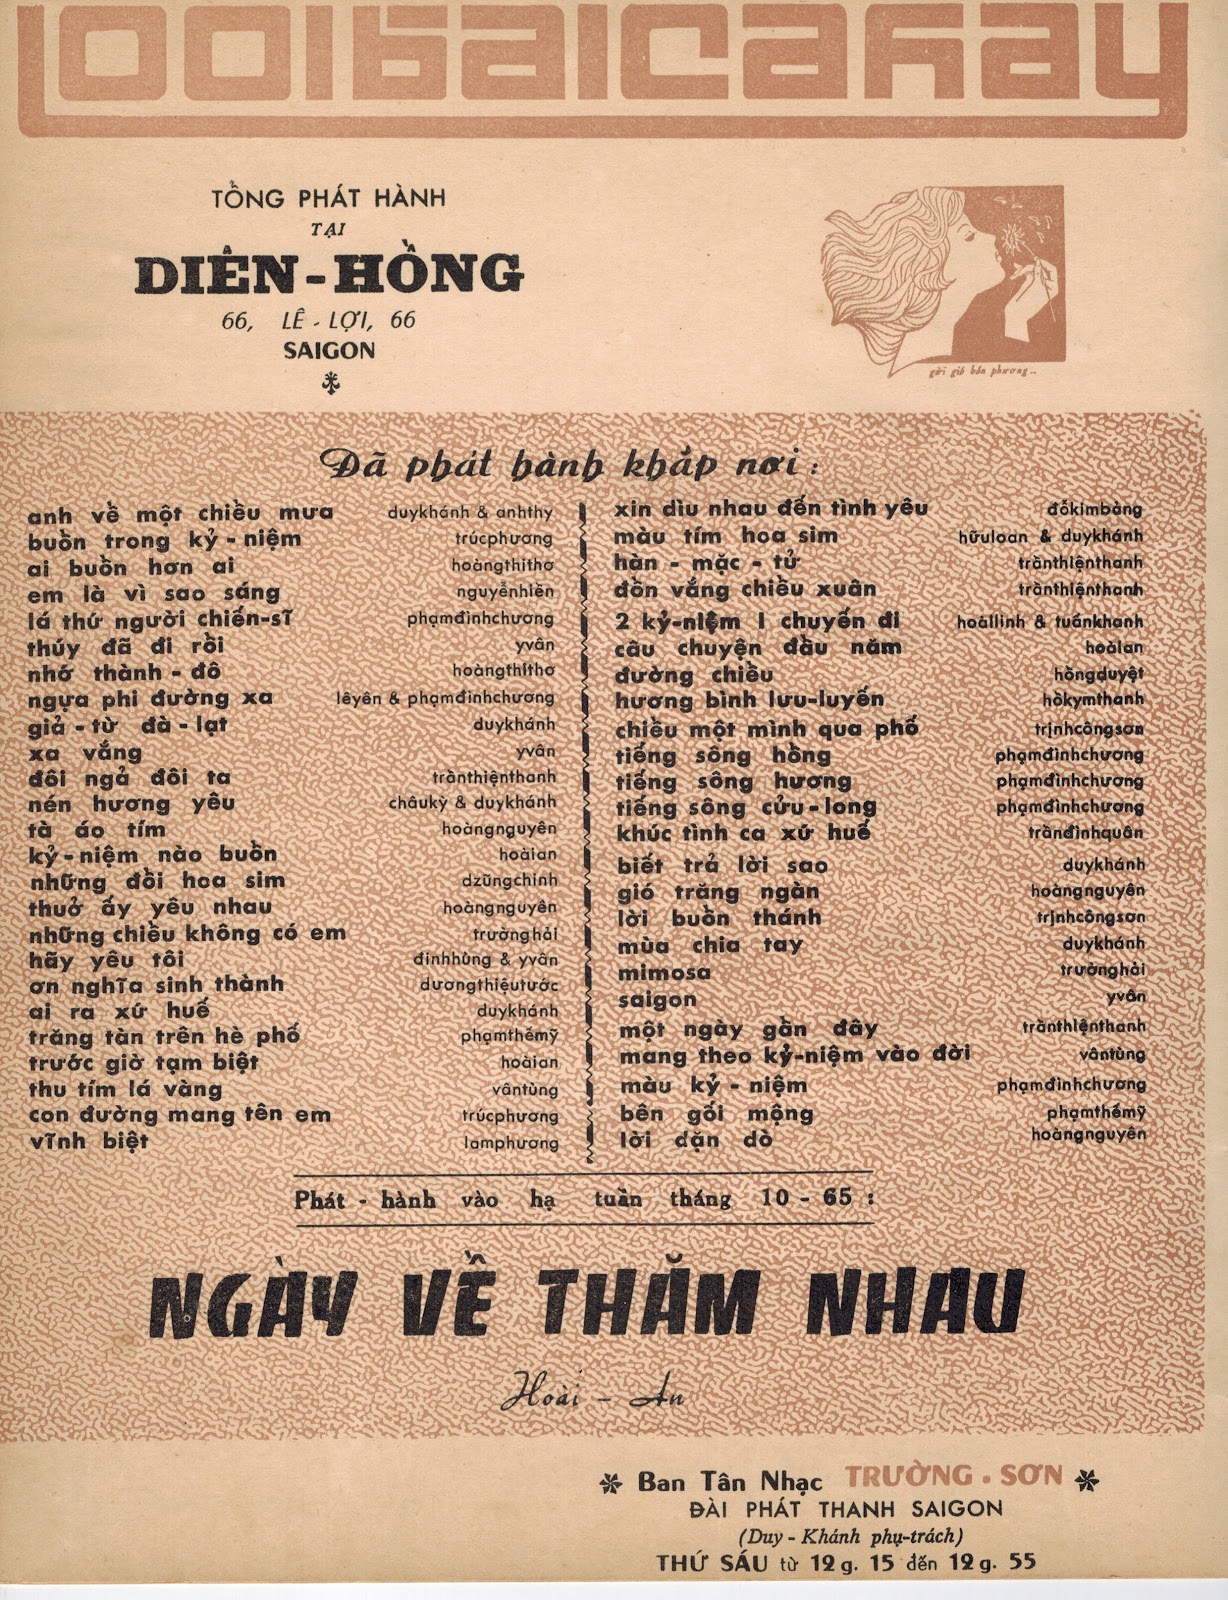 1001baicahay
TỔNG PHÁT HÀNH
TẠI
DIÊN-HỒNG
66, LÊ-LỢI, 66
SAIGON
gửi gió bốn phương..
Đã phát hành khắp nơi :
anh về một chiều mưa duykhánh & anhthy
buồn trong kỷ-niệm trúcphương
ai buồn hơn ai hoàngthithơ
em là vì sao sáng nguyễnhiền
lá thứ người chiến-sĩ phạmđìnhchương
thúy đã đi rồi yvân
nhớ thành-đô hoàngthithơ
ngựa phi đường xa lêyên & phạmđìnhchương
giả-từ đà-lạt duykhánh
xa vắng yvân
đôi ngả đôi ta trầnthiệnthanh
nén hương yêu châukỳ & duykhánh
tà áo tím hoàngnguyên
kỷ-niệm nào buồn hoàian
những đồi hoa sim dzũngchinh
thuở ấy yêu nhau hoàngnguyên
những chiều không có em trườnghải
hãy yêu tôi đinhhùng & yvân
ơn nghĩa sinh thành dươngthiệutước
ai ra xứ huế duykhánh
trăng tàn trên hè phố phạmthếmỹ
trước giờ tạm biệt hoàian
thu tím lá vàng vântùng
con đường mang tên em trúcphương
vĩnh biệt lamphương
xin dìu nhau đến tình yêu đỗkimbảng
màu tím hoa sim hữuloan & duykhánh
hàn-mặc-tử trầnthiệnthanh
đồn vắng chiều xuân trầnthiệnthanh
2 kỷ-niệm 1 chuyến đi hoàilinh & tuấnkhanh
câu chuyện đầu năm hoàian
đường chiều hồngduyệt
hương bình lưu-luyến hồkymthanh
chiều một mình qua phố trịnhcôngsơn
tiếng sông hồng phạmđìnhchương
tiếng sông hương phạmđìnhchương
tiếng sông cửu-long phạmđìnhchương
khúc tình ca xứ huế trầnđìnhquân
biết trả lời sao duykhánh
gió trăng ngàn hoàngnguyên
lời buồn thánh trịnhcôngsơn
mùa chia tay duykhánh
mimosa trườnghải
saigon yvân
một ngày gần đây trầnthiệnthanh
mang theo kỷ-niệm vào đời vântùng
màu kỷ-niệm phạmđìnhchương
bên gối mộng phạmthếmỹ
lời dặn dò hoàngnguyên
Phát-hành vào hạ tuần tháng 10-65 :
NGÀY VỀ THĂM NHAU
Hoài-An
Ban Tân Nhạc TRƯỜNG.SƠN
ĐÀI PHÁT THANH SAIGON
(Duy-Khánh phụ-trách)
THỨ SÁU từ 12g. 15 đến 12g. 55